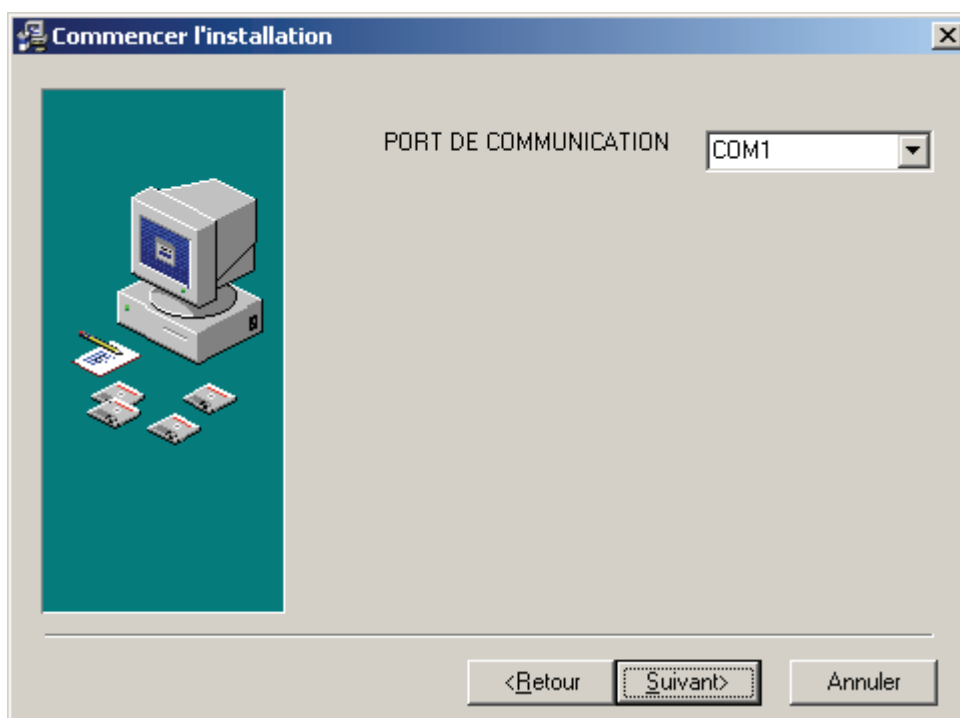 Commencer l'installation
PORT DE COMMUNICATION COM1
<Retour Suivant> Annuler